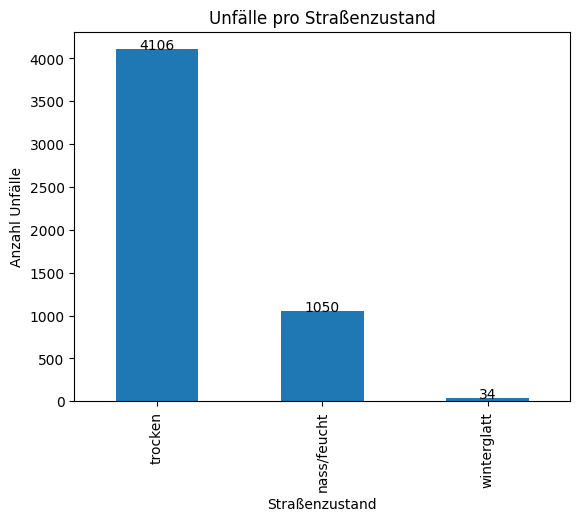 Unfälle pro Straßenzustand
Anzahl Unfälle
4000
3500
3000
2500
2000
1500
1000
500
0
4106
1050
34
trocken
nass/feucht
winterglatt
Straßenzustand